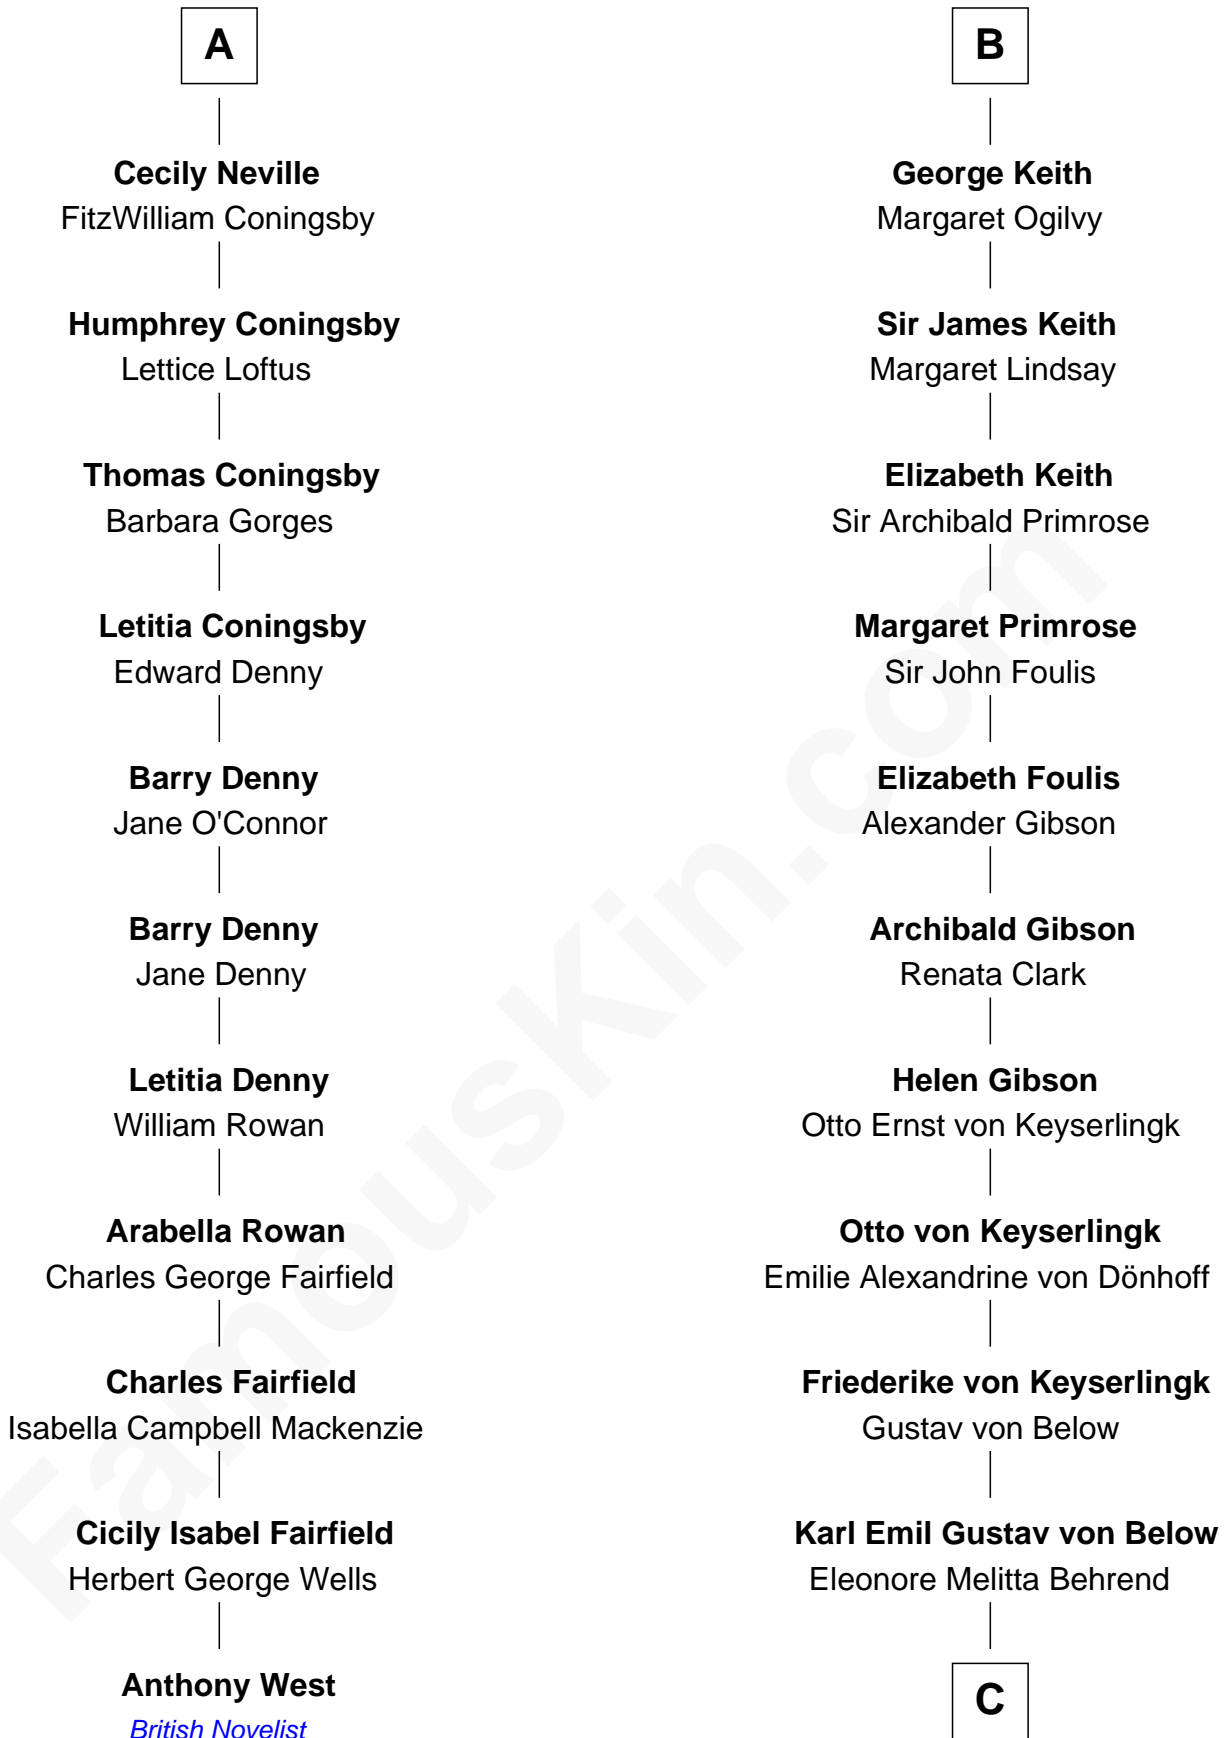 A
Cecily Neville
FitzWilliam Coningsby
Humphrey Coningsby
Lettice Loftus
Thomas Coningsby
Barbara Gorges
Letitia Coningsby
Edward Denny
Barry Denny
Jane O'Connor
Barry Denny
Jane Denny
Letitia Denny
William Rowan
Arabella Rowan
Charles George Fairfield
Charles Fairfield
Isabella Campbell Mackenzie
Cicily Isabel Fairfield
Herbert George Wells
Anthony West
British Novelist
B
George Keith
Margaret Ogilvy
Sir James Keith
Margaret Lindsay
Elizabeth Keith
Sir Archibald Primrose
Margaret Primrose
Sir John Foulis
Elizabeth Foulis
Alexander Gibson
Archibald Gibson
Renata Clark
Helen Gibson
Otto Ernst von Keyserlingk
Otto von Keyserlingk
Emilie Alexandrine von Dönhoff
Friederike von Keyserlingk
Gustav von Below
Karl Emil Gustav von Below
Eleonore Melitta Behrend
C
FamousKin.com